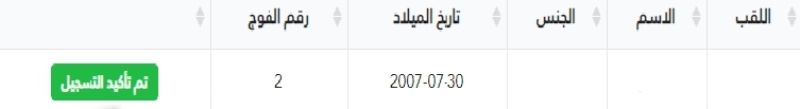 اللقب الاسم الجنس تاريخ الميلاد رقم الفوج
2007-07-30 2 تم تأكيد التسجيل